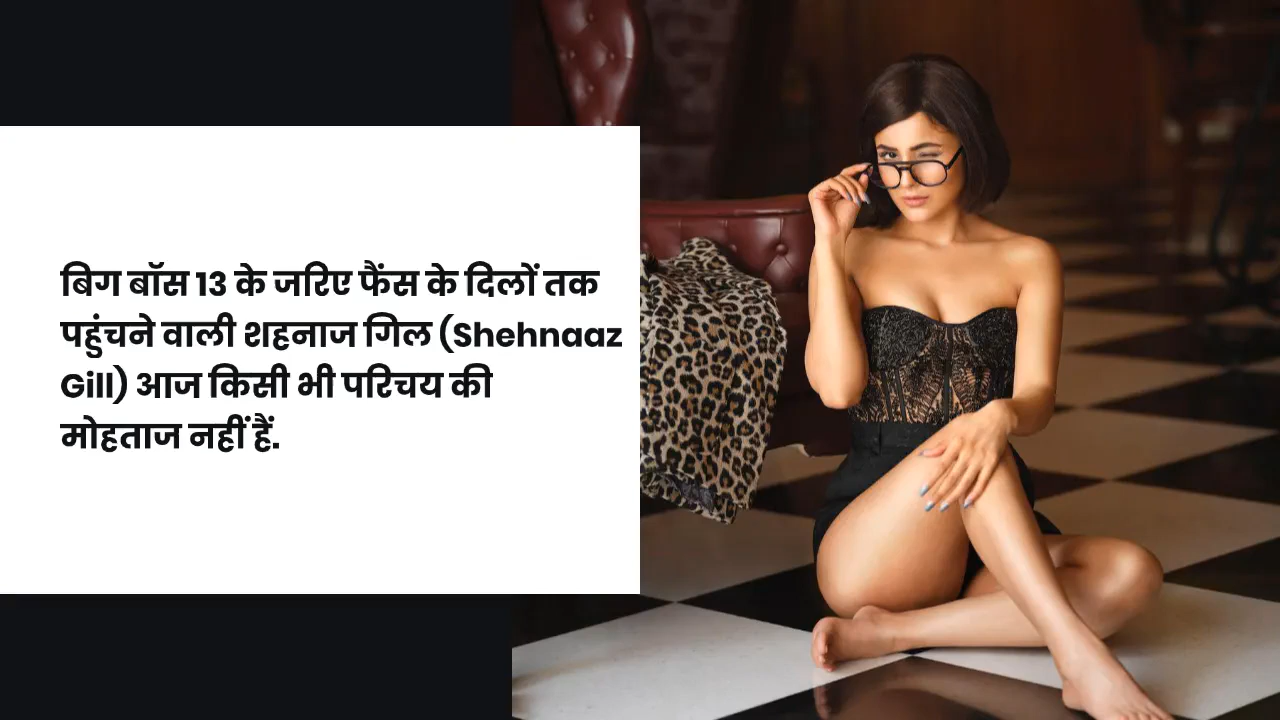 बिग बॉस 13 के जरिए फैंस के दिलों तक
पहुंचने वाली शहनाज गिल (Shehnaaz
Gill) आज किसी भी परिचय की
मोहताज नहीं हैं.